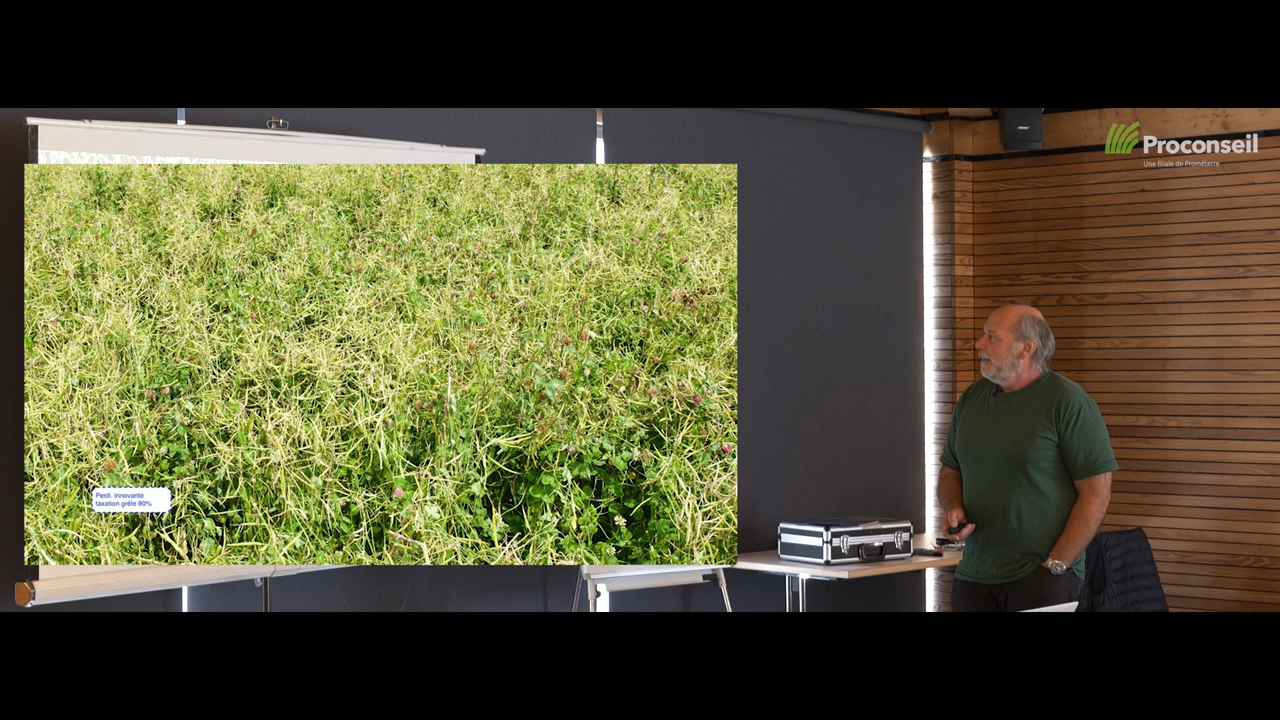 Proconseil
Une filiale de Prométerre
Pesti. innovante
taxation grêle 90%